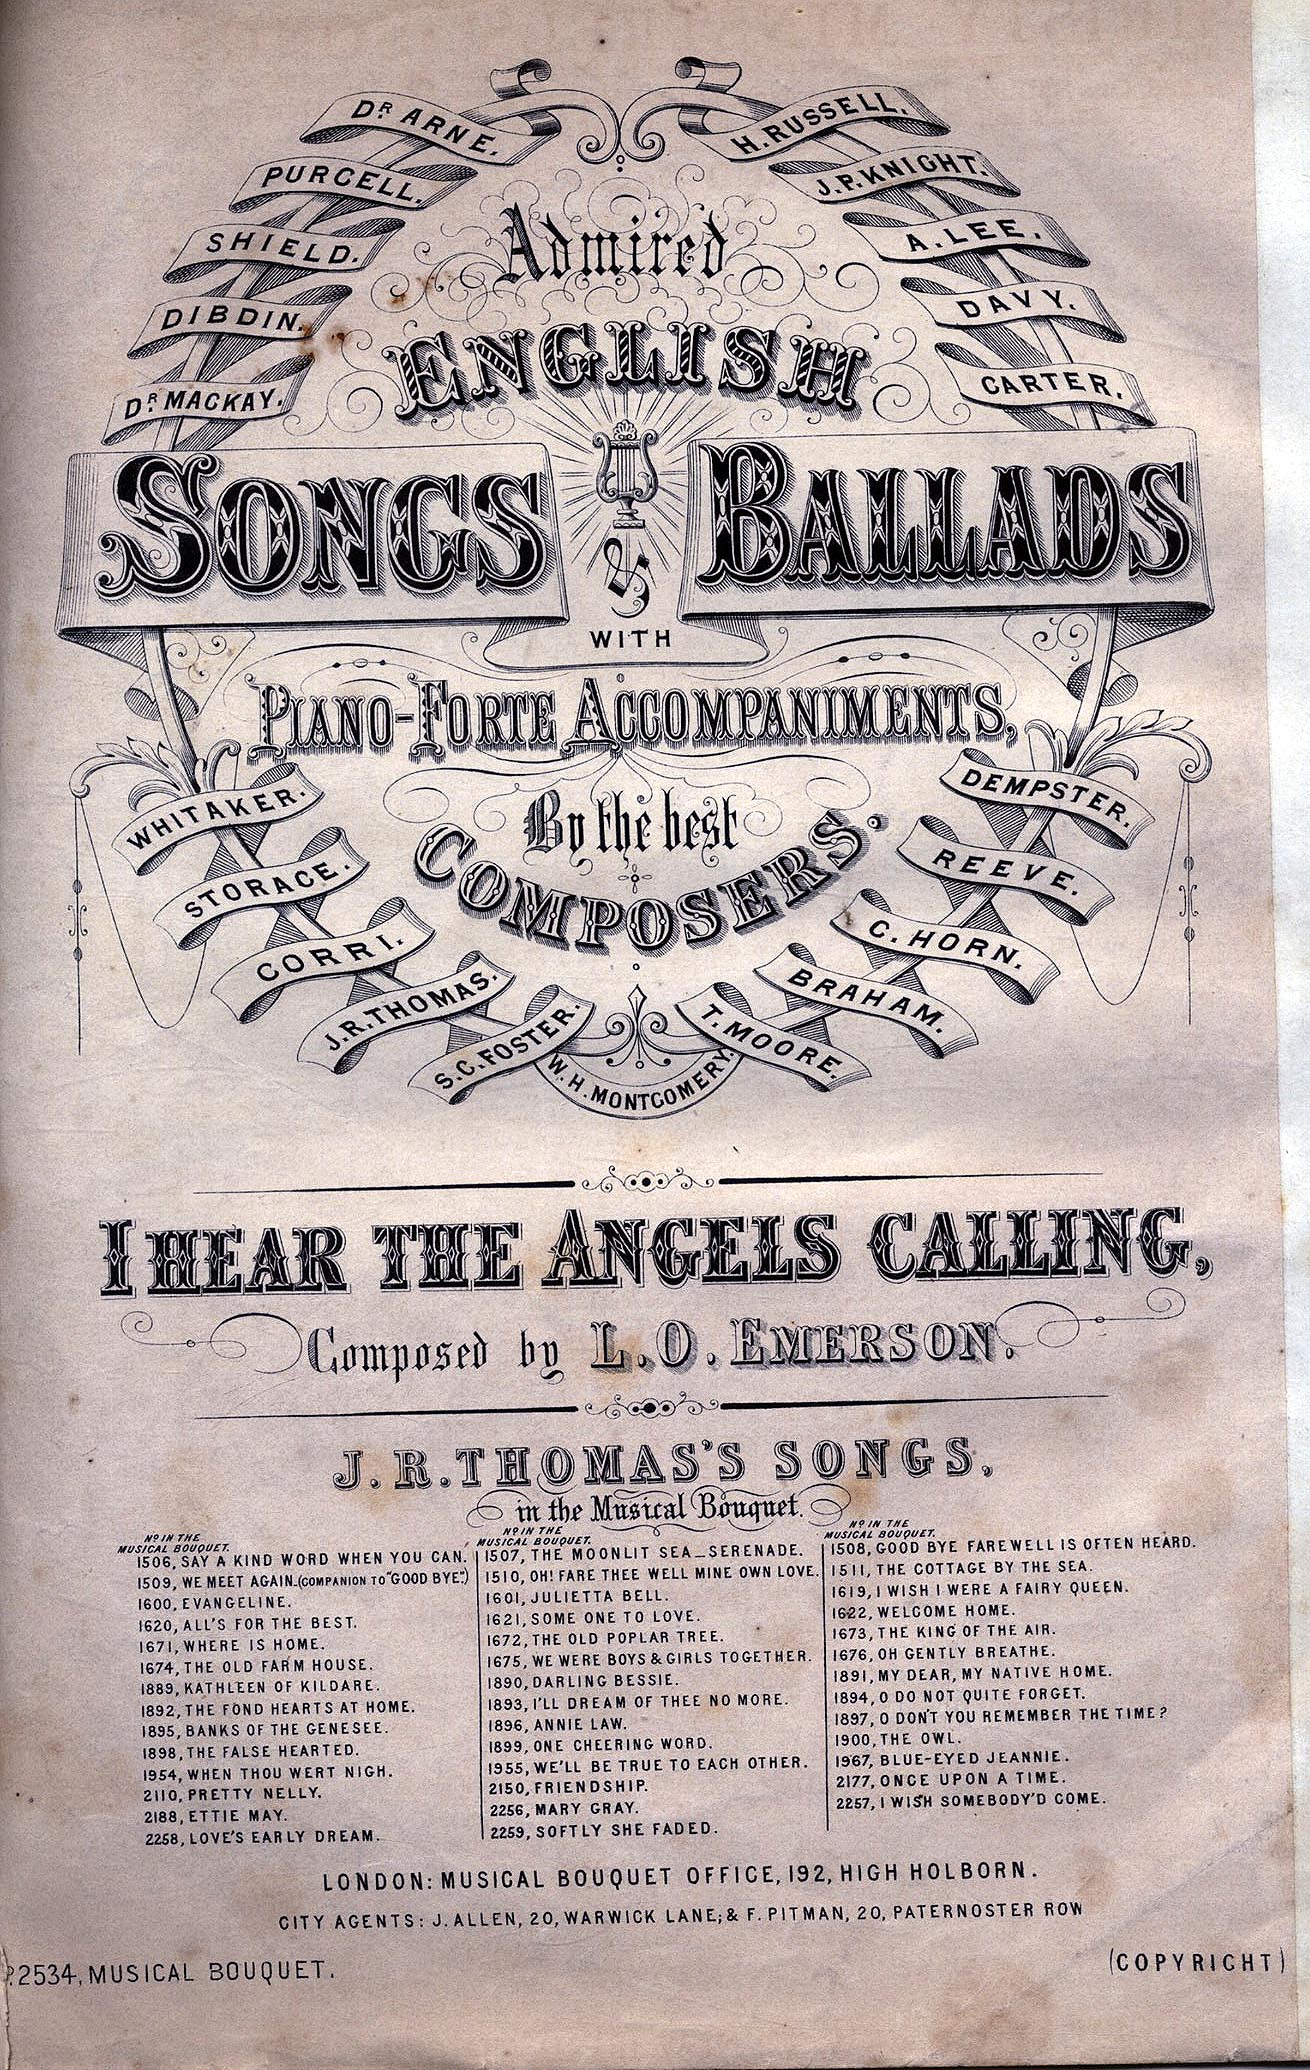 Dʀ ARNE.
PURCELL.
SHIELD.
DIBDIN.
Dʀ MACKAY.
H. RUSSELL.
J.P. KNIGHT.
A. LEE.
DAVY.
CARTER.
Admired
ENGLISH
SONGS & BALLADS
WITH
PIANO-FORTE ACCOMPANIMENTS,
By the best
COMPOSERS.
WHITAKER.
STORACE.
CORRI.
J.R. THOMAS.
S.C. FOSTER.
W.H. MONTGOMERY.
T. MOORE.
BRAHAM.
C. HORN.
REEVE.
DEMPSTER.
I HEAR THE ANGELS CALLING,
Composed by L.O. EMERSON.
J.R. THOMAS'S SONGS,
in the Musical Bouquet.
Nº IN THE
MUSICAL BOUQUET.
1506, SAY A KIND WORD WHEN YOU CAN.
1509, WE MEET AGAIN. (COMPANION TO "GOOD BYE".)
1600, EVANGELINE.
1620, ALL'S FOR THE BEST.
1671, WHERE IS HOME.
1674, THE OLD FARM HOUSE.
1889, KATHLEEN OF KILDARE.
1892, THE FOND HEARTS AT HOME.
1895, BANKS OF THE GENESEE.
1898, THE FALSE HEARTED.
1954, WHEN THOU WERT NIGH.
2110, PRETTY NELLY.
2188, ETTIE MAY.
2258, LOVE'S EARLY DREAM.
Nº IN THE
MUSICAL BOUQUET.
1507, THE MOONLIT SEA_SERENADE.
1510, OH! FARE THEE WELL MINE OWN LOVE.
1601, JULIETTA BELL.
1621, SOME ONE TO LOVE.
1672, THE OLD POPLAR TREE.
1675, WE WERE BOYS & GIRLS TOGETHER.
1890, DARLING BESSIE.
1893, I'LL DREAM OF THEE NO MORE.
1896, ANNIE LAW.
1899, ONE CHEERING WORD.
1955, WE'LL BE TRUE TO EACH OTHER.
2150, FRIENDSHIP.
2256, MARY GRAY.
2259, SOFTLY SHE FADED.
Nº IN THE
MUSICAL BOUQUET.
1508, GOOD BYE FAREWELL IS OFTEN HEARD.
1511, THE COTTAGE BY THE SEA.
1619, I WISH I WERE A FAIRY QUEEN.
1622, WELCOME HOME.
1673, THE KING OF THE AIR.
1676, OH GENTLY BREATHE.
1891, MY DEAR, MY NATIVE HOME.
1894, O DO NOT QUITE FORGET.
1897, O DON'T YOU REMEMBER THE TIME?
1900, THE OWL.
1967, BLUE-EYED JEANNIE.
2177, ONCE UPON A TIME.
2257, I WISH SOMEBODY'D COME.
LONDON: MUSICAL BOUQUET OFFICE, 192, HIGH HOLBORN.
CITY AGENTS: J. ALLEN, 20, WARWICK LANE; & F. PITMAN, 20, PATERNOSTER ROW
2534, MUSICAL BOUQUET.
(COPYRIGHT)